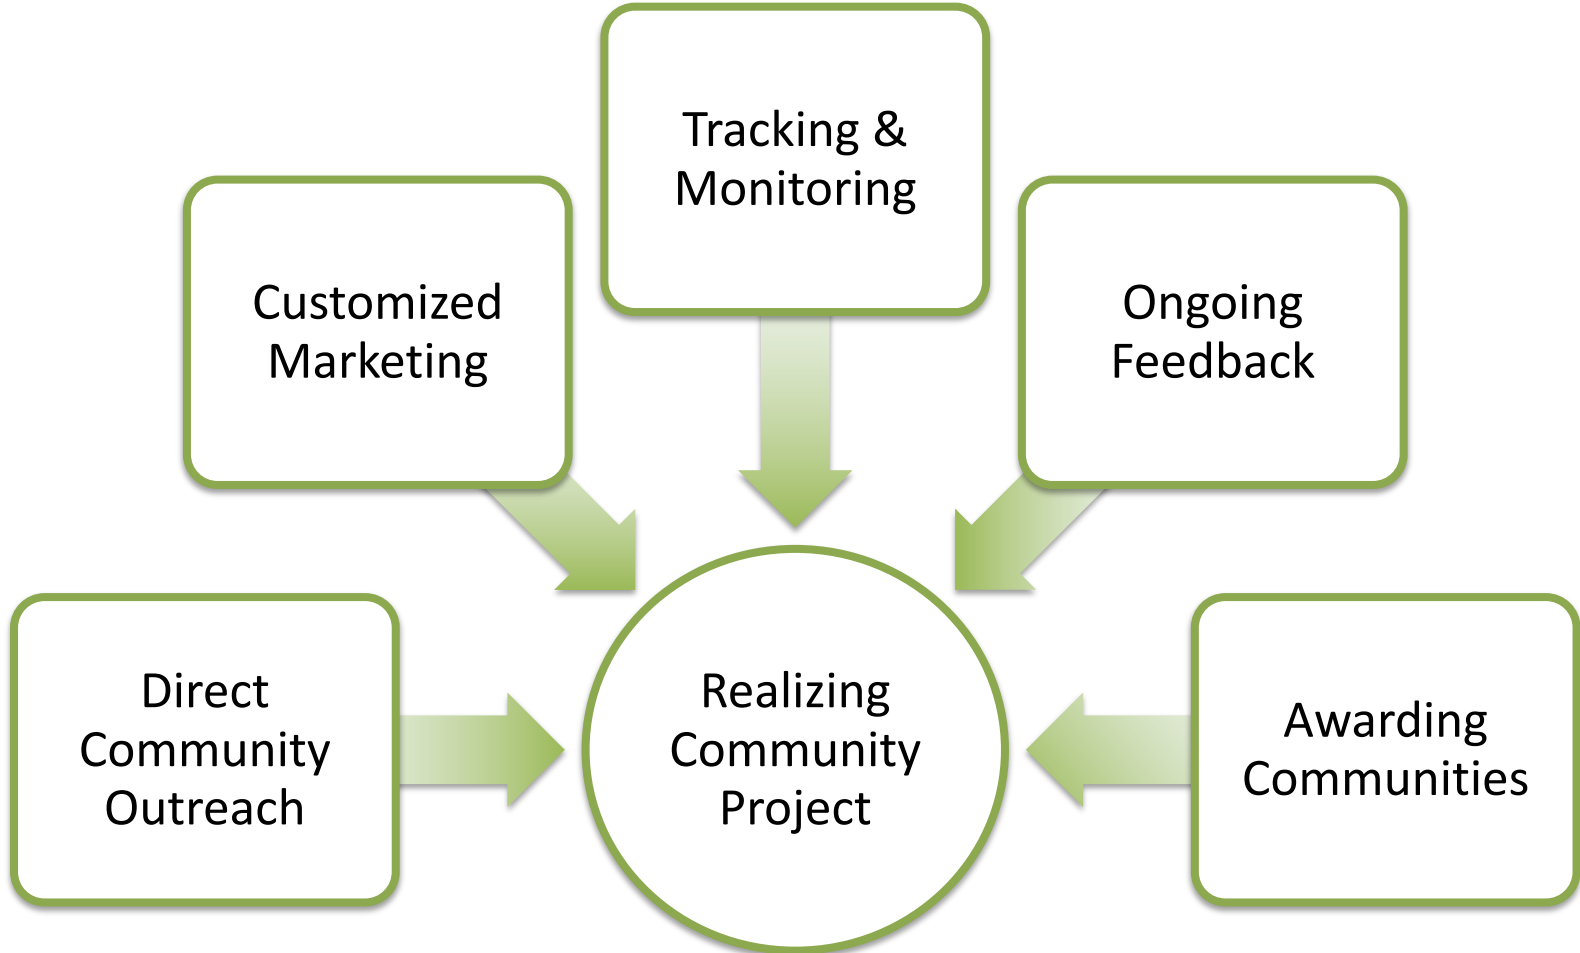 Tracking &
Monitoring
Customized
Marketing
Ongoing
Feedback
Direct
Community
Outreach
Realizing
Community
Project
Awarding
Communities